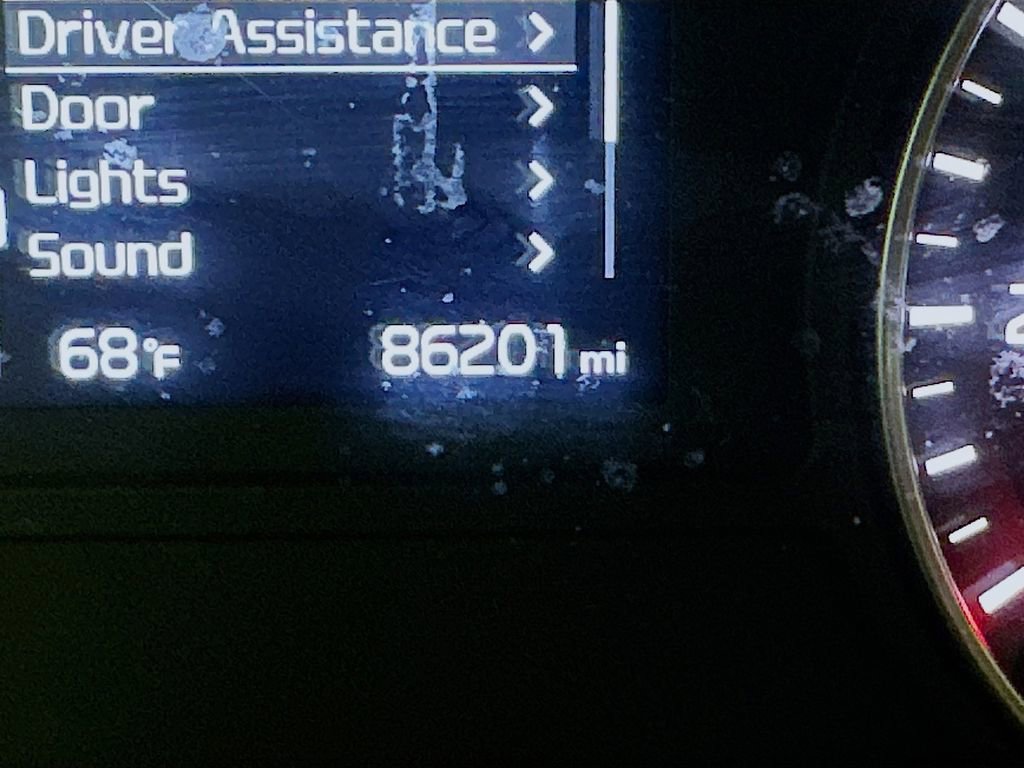 Driver Assistance
Door
Lights
Sound
68°F 86201 mi